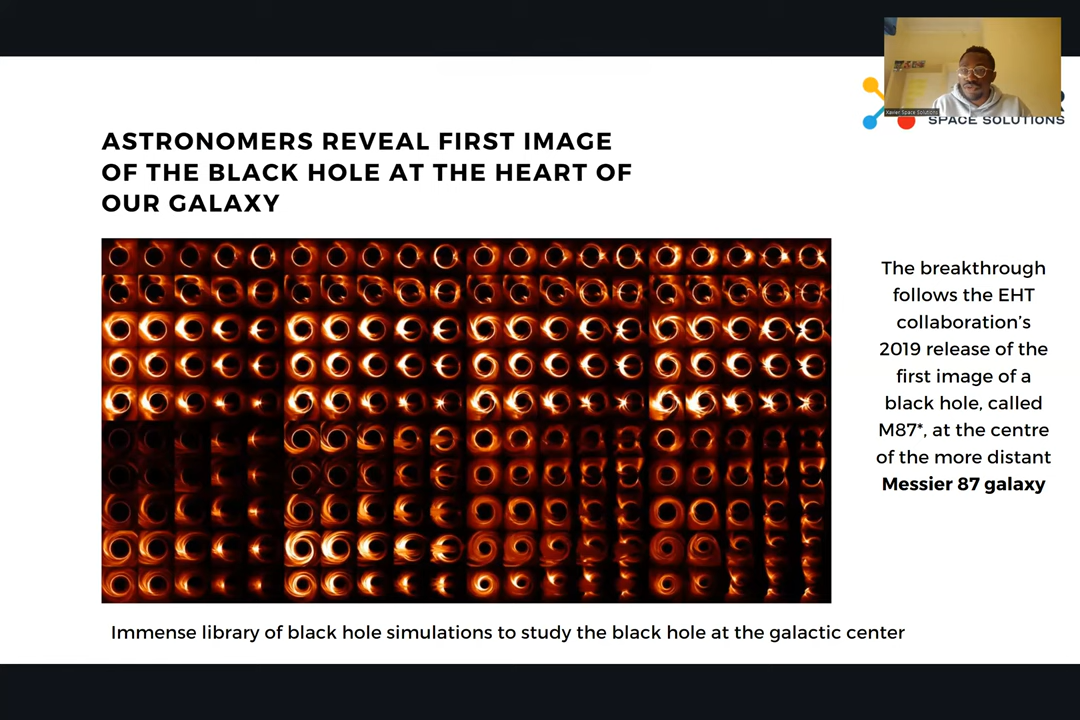 Xavier Space Solutions
SPACE SOLUTIONS
ASTRONOMERS REVEAL FIRST IMAGE
OF THE BLACK HOLE AT THE HEART OF
OUR GALAXY
The breakthrough
follows the EHT
collaboration’s
2019 release of the
first image of a
black hole, called
M87*, at the centre
of the more distant
Messier 87 galaxy
Immense library of black hole simulations to study the black hole at the galactic center